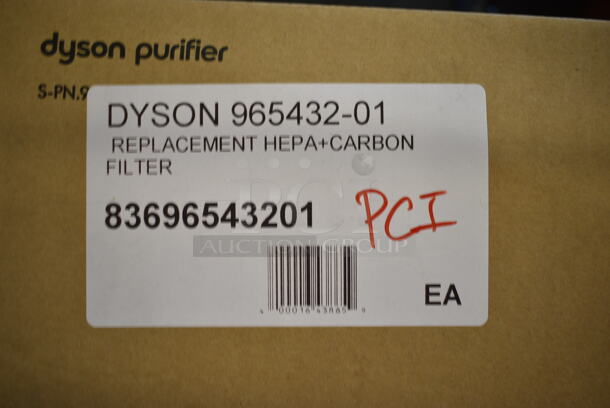 dyson purifier
S-PN.9
DYSON 965432-01
REPLACEMENT HEPA+CARBON
FILTER
83696543201
PCI
PCI
AUCTION GROUP
EA